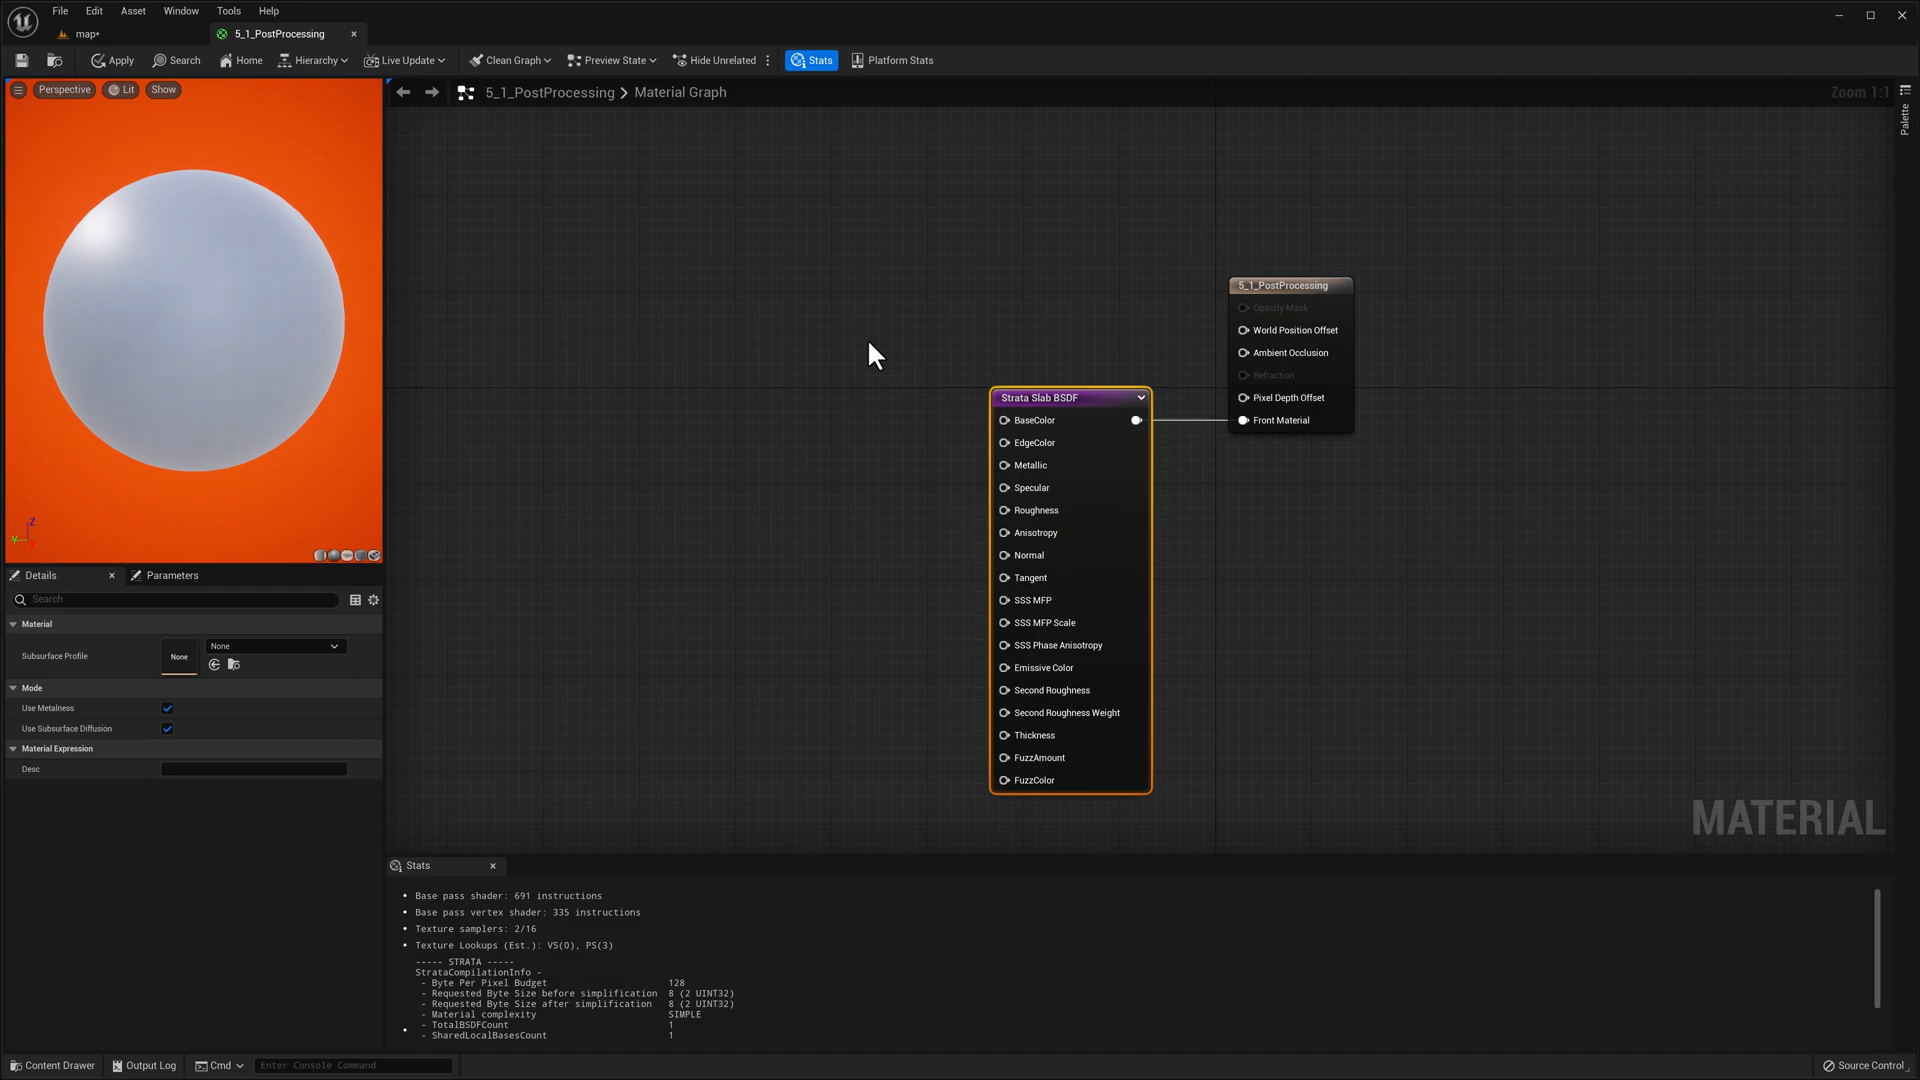 File Edit Asset Window Tools Help
map*
5_1_PostProcessing
Apply Search Home Hierarchy Live Update Clean Graph Preview State Hide Unrelated Stats Platform Stats
Perspective Lit Show
5_1_PostProcessing Material Graph
Zoom 1:1
Palette
5_1_PostProcessing
Opacity Mask
World Position Offset
Ambient Occlusion
Refraction
Pixel Depth Offset
Front Material
Strata Slab BSDF
BaseColor
EdgeColor
Metallic
Specular
Roughness
Anisotropy
Normal
Tangent
SSS MFP
SSS MFP Scale
SSS Phase Anisotropy
Emissive Color
Second Roughness
Second Roughness Weight
Thickness
FuzzAmount
FuzzColor
MATERIAL
Z
Y
X
Details Parameters
Search
Material
Subsurface Profile None None
Mode
Use Metalness
Use Subsurface Diffusion
Material Expression
Desc
Stats
Base pass shader: 691 instructions
Base pass vertex shader: 335 instructions
Texture samplers: 2/16
Texture Lookups (Est.): VS(0), PS(3)
----- STRATA -----
StrataCompilationInfo -
- Byte Per Pixel Budget 128
- Requested Byte Size before simplification 8 (2 UINT32)
- Requested Byte Size after simplification 8 (2 UINT32)
- Material complexity SIMPLE
- TotalBSDFCount 1
- SharedLocalBasesCount 1
Content Drawer Output Log Cmd Enter Console Command Source Control